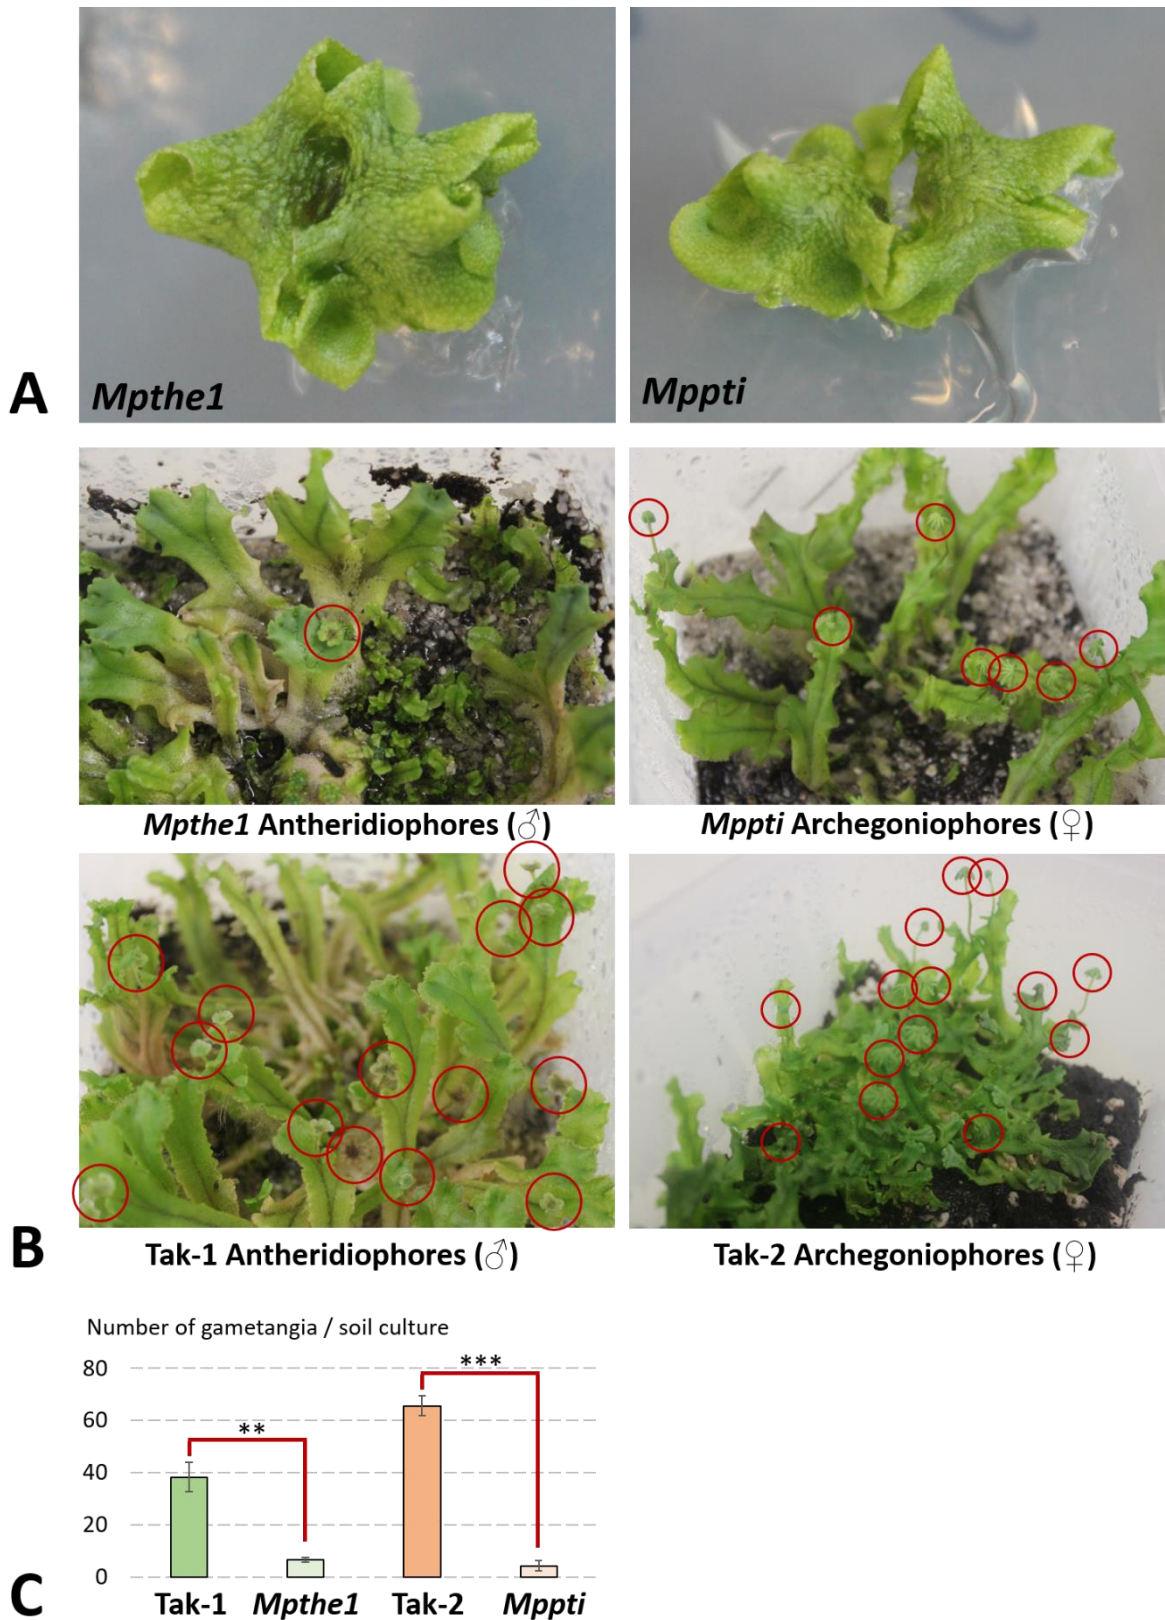 Mpthe1
Mppti
A
Mpthe1 Antheridiophores (♂)
Mppti Archegoniophores (♀)
B
Tak-1 Antheridiophores (♂)
Tak-2 Archegoniophores (♀)
Number of gametangia / soil culture
80
60
40
20
0
**
***
Tak-1
Mpthe1
Tak-2
Mppti
C